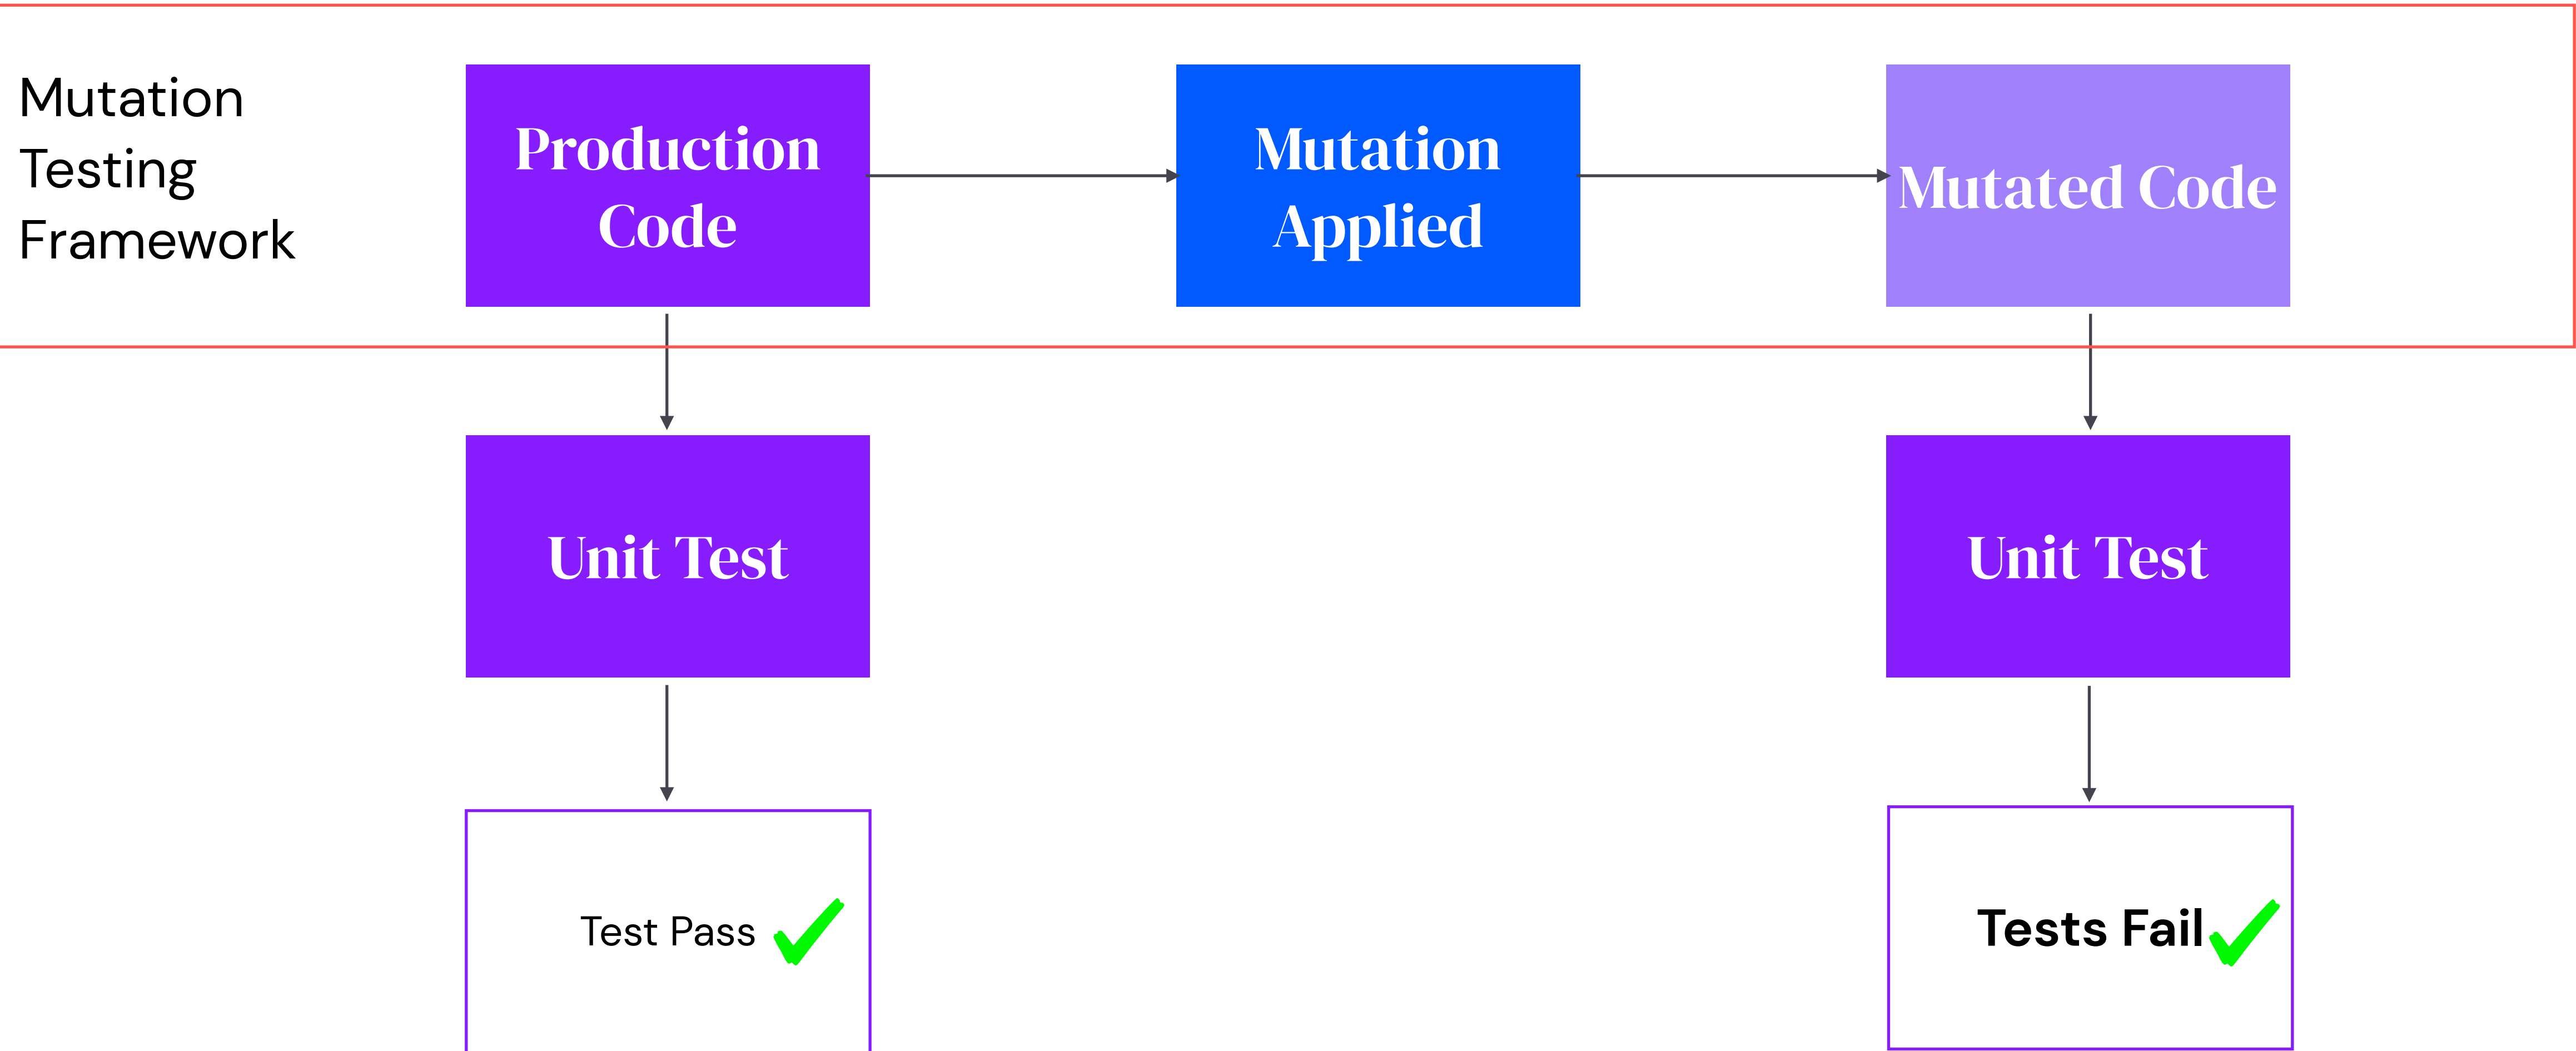 Mutation
Testing
Framework
Production
Code
Mutation
Applied
Mutated Code
Unit Test
Unit Test
Test Pass
Tests Fail